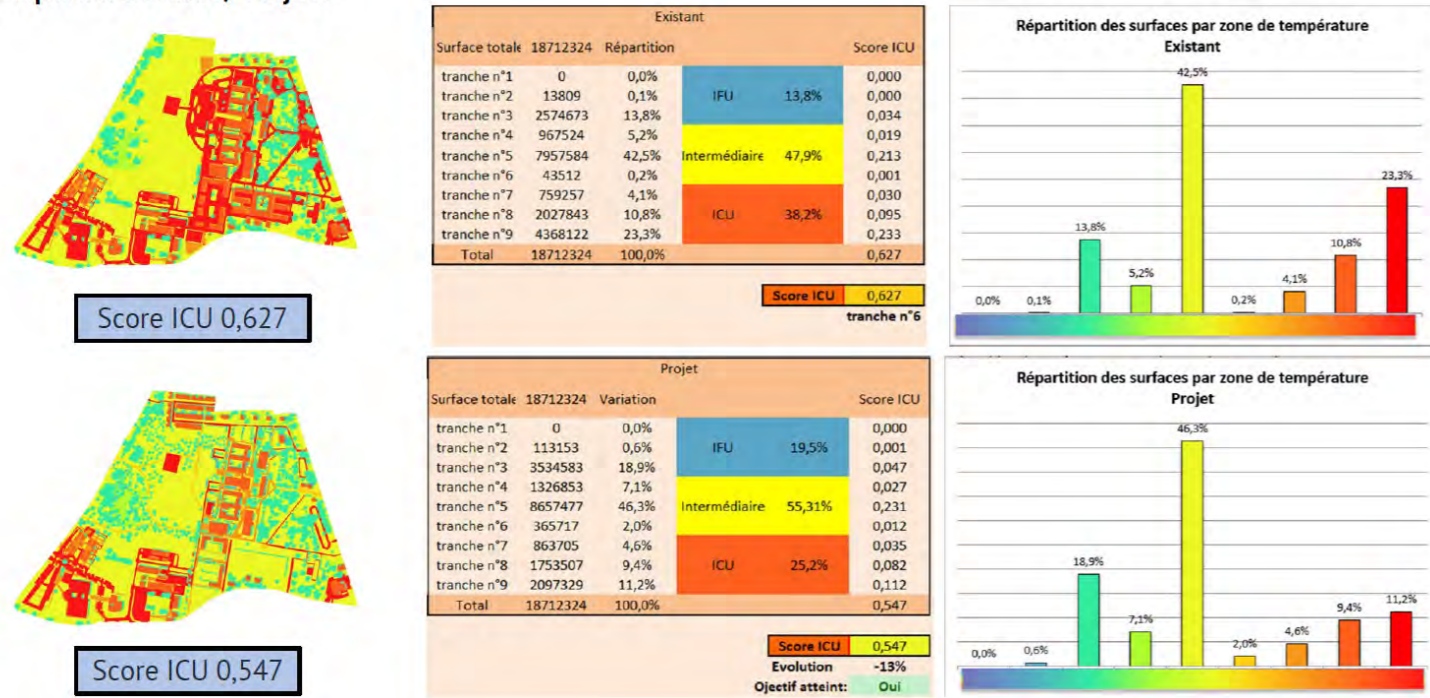 Existant
Surface totale 18712324 Répartition Score ICU
tranche n°1 0 0,0% 0,000
tranche n°2 13809 0,1% IFU 13,8% 0,000
tranche n°3 2574673 13,8% 0,034
tranche n°4 967524 5,2% 0,019
tranche n°5 7957584 42,5% Intermédiaire 47,9% 0,213
tranche n°6 43512 0,2% 0,001
tranche n°7 759257 4,1% 0,030
tranche n°8 2027843 10,8% ICU 38,2% 0,095
tranche n°9 4368122 23,3% 0,233
Total 18712324 100,0% 0,627
Score ICU 0,627
tranche n°6
Score ICU 0,627
Répartition des surfaces par zone de température
Existant
0,0% 0,1% 13,8% 5,2% 42,5% 0,2% 4,1% 10,8% 23,3%
Projet
Surface totale 18712324 Variation Score ICU
tranche n°1 0 0,0% 0,000
tranche n°2 113153 0,6% IFU 19,5% 0,001
tranche n°3 3534583 18,9% 0,047
tranche n°4 1326853 7,1% 0,027
tranche n°5 8657477 46,3% Intermédiaire 55,31% 0,231
tranche n°6 365717 2,0% 0,012
tranche n°7 863705 4,6% 0,035
tranche n°8 1753507 9,4% ICU 25,2% 0,082
tranche n°9 2097329 11,2% 0,112
Total 18712324 100,0% 0,547
Score ICU 0,547
Evolution -13%
Ojectif atteint: Oui
Score ICU 0,547
Répartition des surfaces par zone de température
Projet
0,0% 0,6% 18,9% 7,1% 46,3% 2,0% 4,6% 9,4% 11,2%